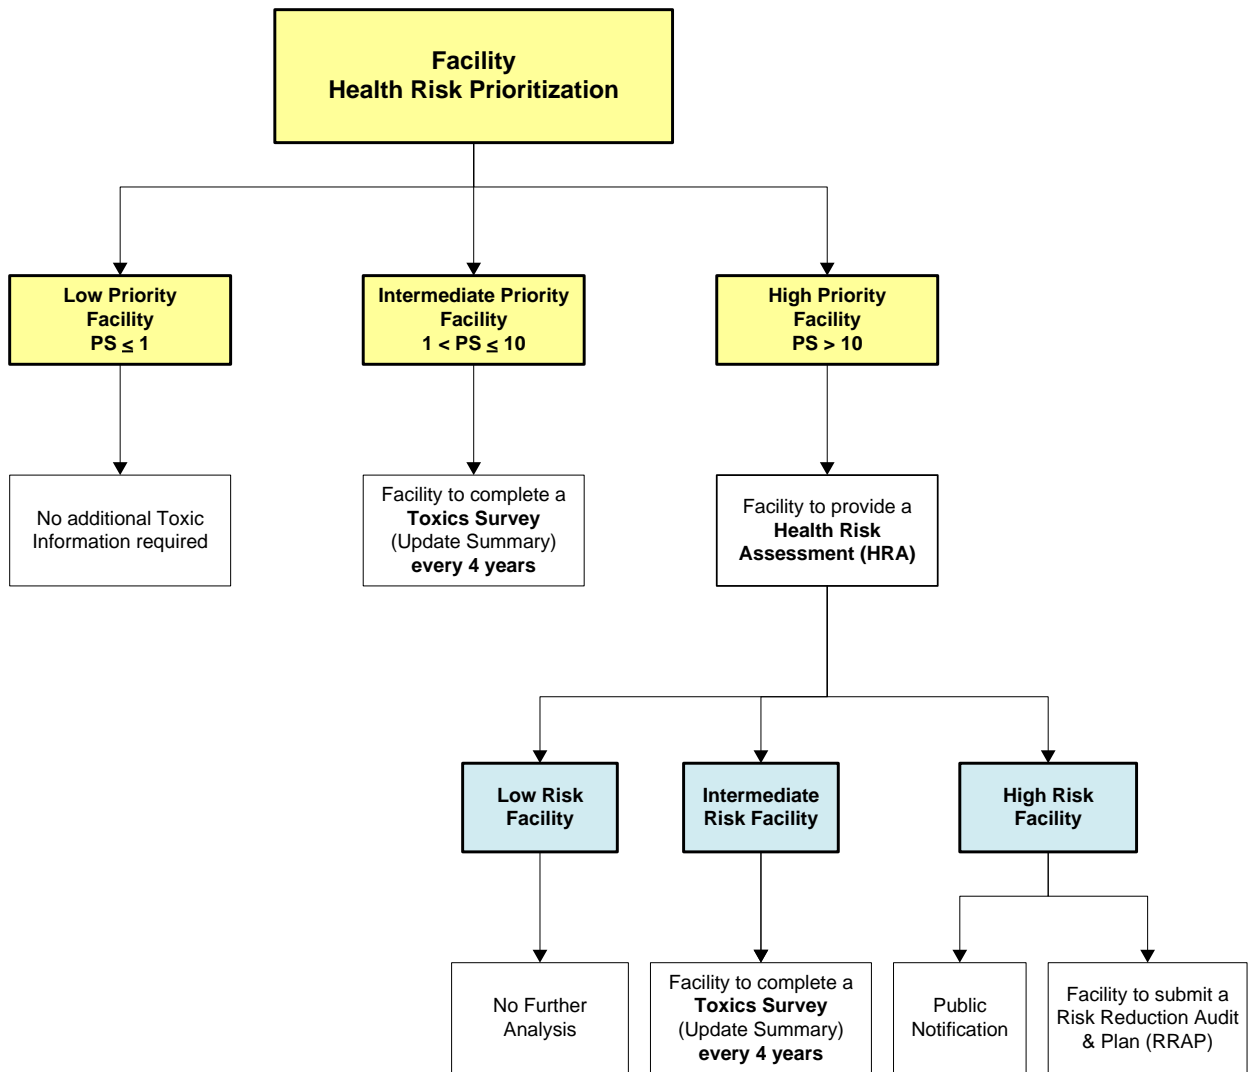 Facility
Health Risk Prioritization
Low Priority
Facility
PS ≤ 1
Intermediate Priority
Facility
1 < PS ≤ 10
High Priority
Facility
PS > 10
No additional Toxic
Information required
Facility to complete a
Toxics Survey
(Update Summary)
every 4 years
Facility to provide a
Health Risk
Assessment (HRA)
Low Risk
Facility
Intermediate
Risk Facility
High Risk
Facility
No Further
Analysis
Facility to complete a
Toxics Survey
(Update Summary)
every 4 years
Public
Notification
Facility to submit a
Risk Reduction Audit
& Plan (RRAP)